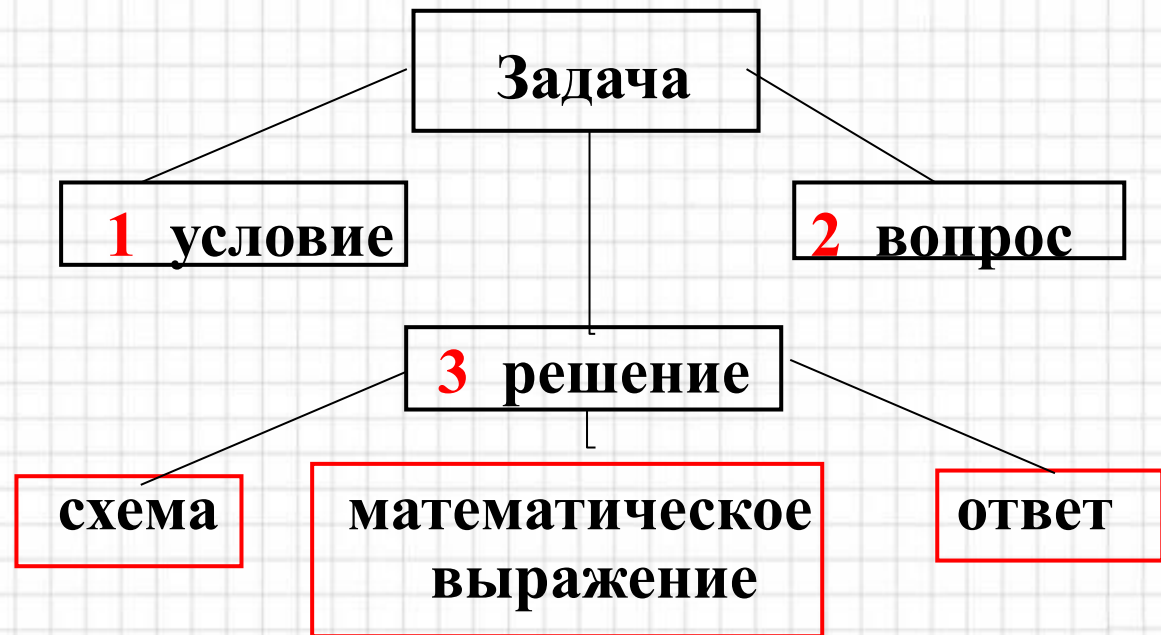 Задача
1 условие
2 вопрос
3 решение
схема
математическое
выражение
ответ